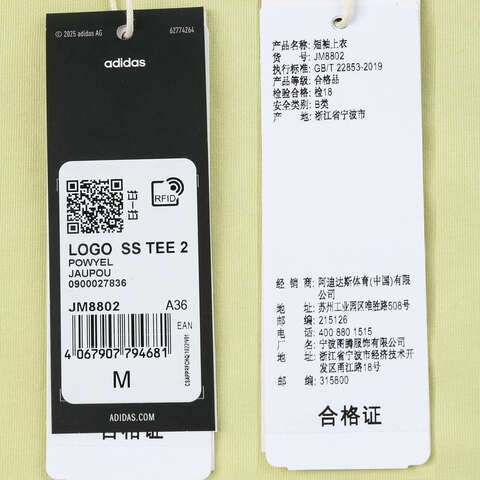 © 2025 adidas AG
62774264
adidas
RFID
LOGO SS TEE 2
POWYEL
JAUPOU
0900027836
JM8802
A36
EAN
4 067907 794681
M
ADIDAS.COM
合格证
产品名称: 短袖上衣
货 号: JM8802
执行标准: GB/T 22853-2019
产品等级: 合格品
检验合格: 检18
安全类别: B类
产 地: 浙江省宁波市
经 销 商: 阿迪达斯体育(中国)有限
公司
地 址: 苏州工业园区唯胜路508号
邮 编: 215126
电 话: 400 880 1515
厂 名: 宁波图腾服饰有限公司
地 址: 浙江省宁波市经济技术开
发区甬江路18号
邮 编: 315800
合格证